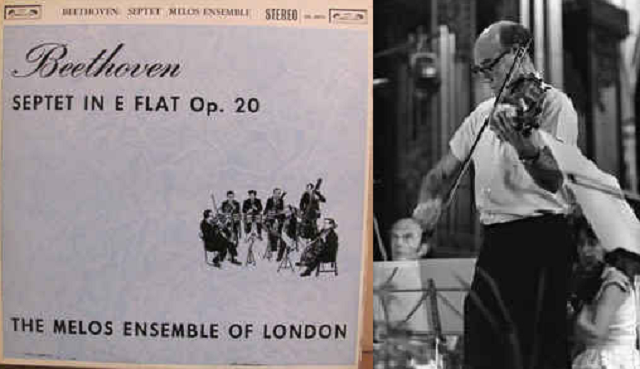 BEETHOVEN: SEPTET MELOS ENSEMBLE STEREO
Beethoven
SEPTET IN E FLAT Op. 20
THE MELOS ENSEMBLE OF LONDON